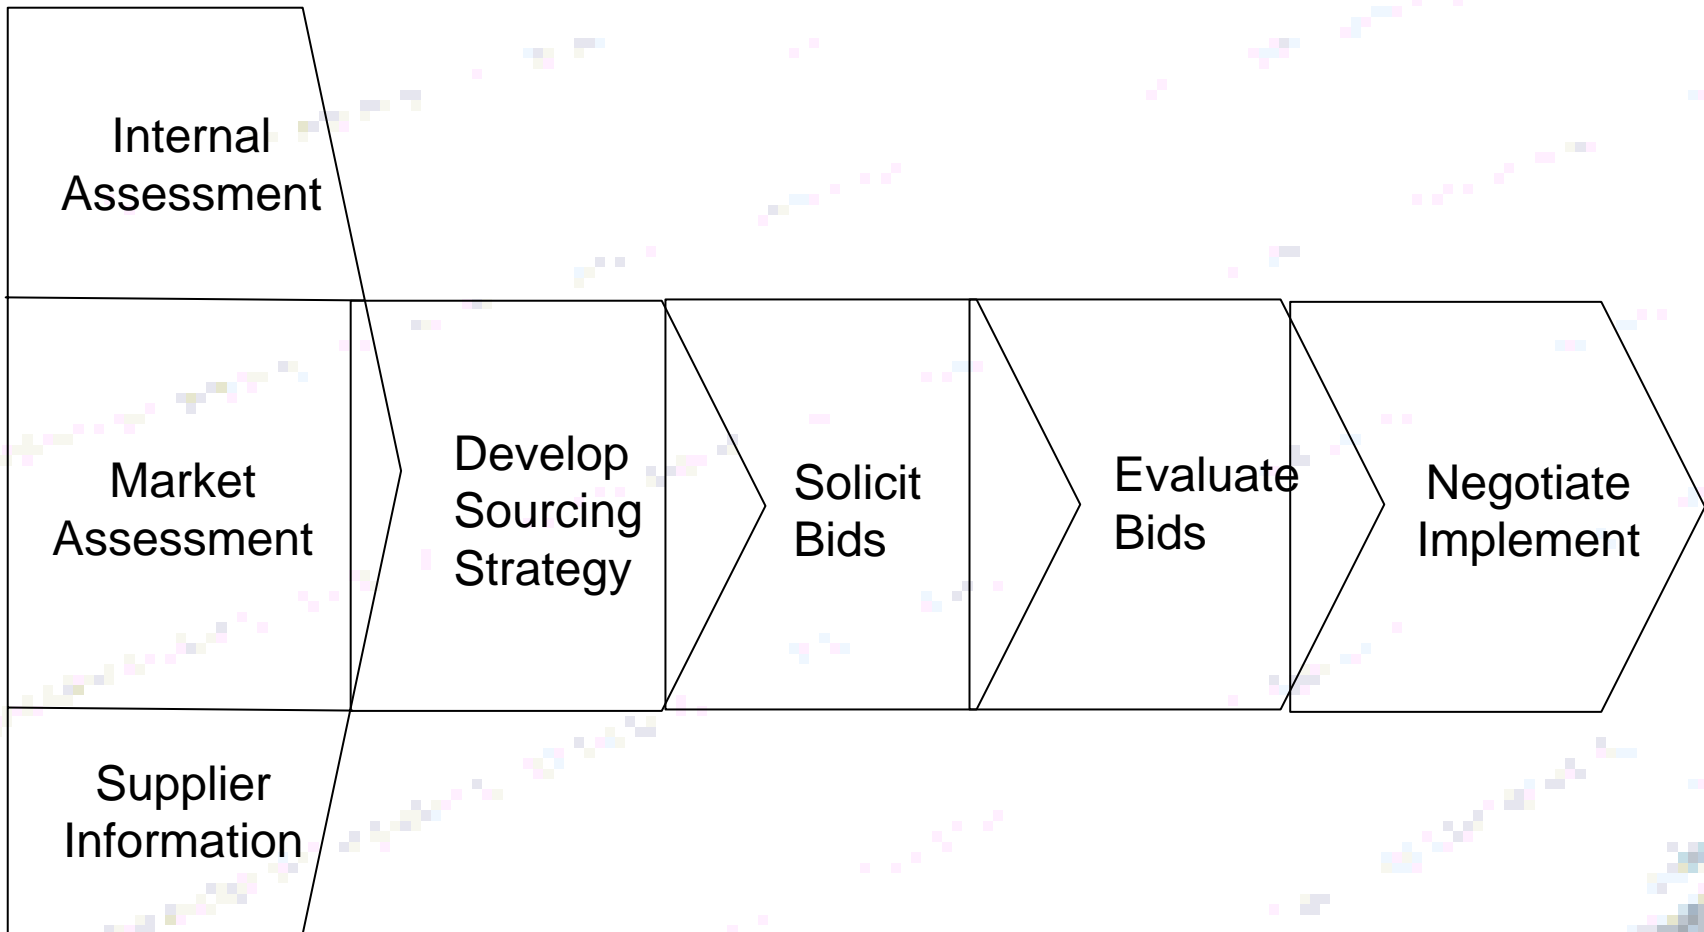 Internal
Assessment
Market
Assessment
Supplier
Information
Develop
Sourcing
Strategy
Solicit
Bids
Evaluate
Bids
Negotiate
Implement